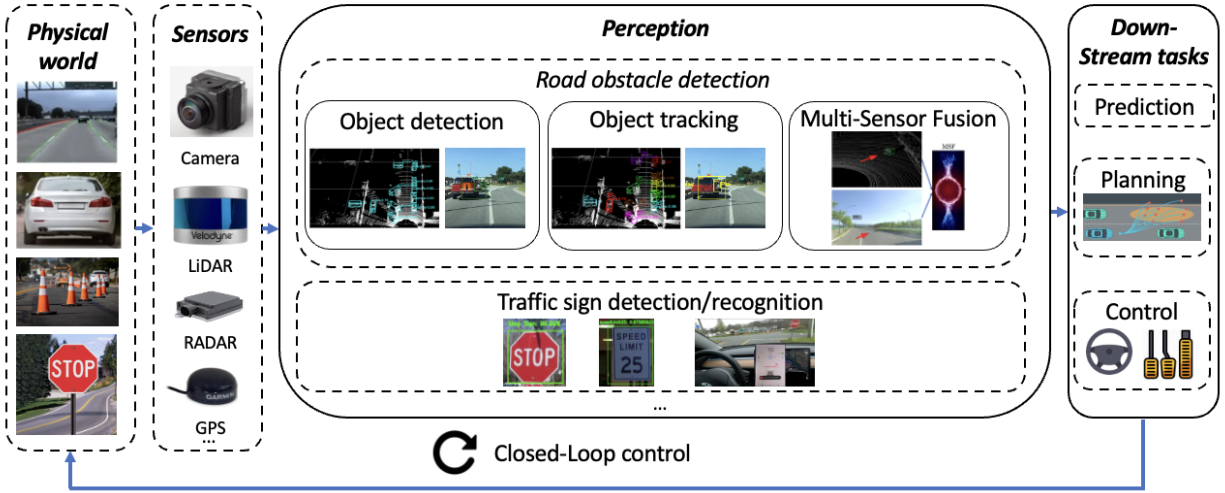 Physical
world
STOP
Sensors
Camera
Velodyne
LiDAR
RADAR
GARMIN
GPS
...
Perception
Road obstacle detection
Object detection
Object tracking
Multi-Sensor Fusion
MSF
Traffic sign detection/recognition
STOP
SPEED
LIMIT
25
...
Down-
Stream tasks
Prediction
Planning
Control
Closed-Loop control